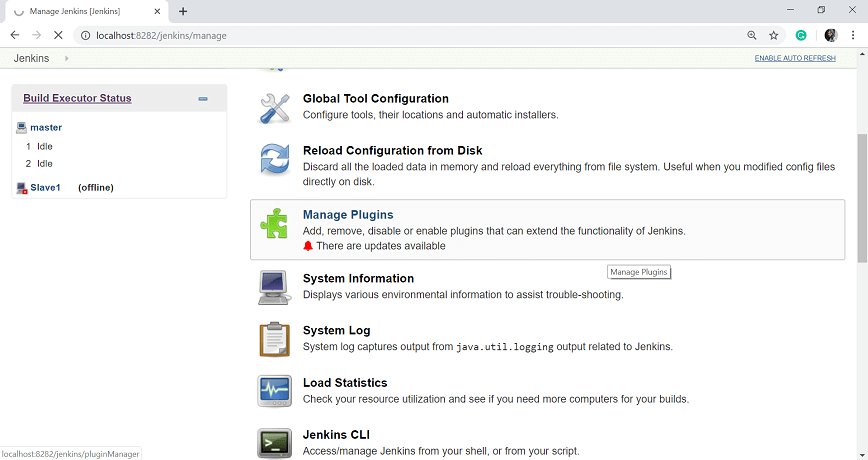 Manage Jenkins [Jenkins]
localhost:8282/jenkins/manage
Jenkins
ENABLE AUTO REFRESH
Build Executor Status
master
1 Idle
2 Idle
Slave1 (offline)
Global Tool Configuration
Configure tools, their locations and automatic installers.
Reload Configuration from Disk
Discard all the loaded data in memory and reload everything from file system. Useful when you modified config files
directly on disk.
Manage Plugins
Add, remove, disable or enable plugins that can extend the functionality of Jenkins.
There are updates available
Manage Plugins
System Information
Displays various environmental information to assist trouble-shooting.
System Log
System log captures output from java.util.logging output related to Jenkins.
Load Statistics
Check your resource utilization and see if you need more computers for your builds.
Jenkins CLI
Access/manage Jenkins from your shell, or from your script.
localhost:8282/jenkins/pluginManager